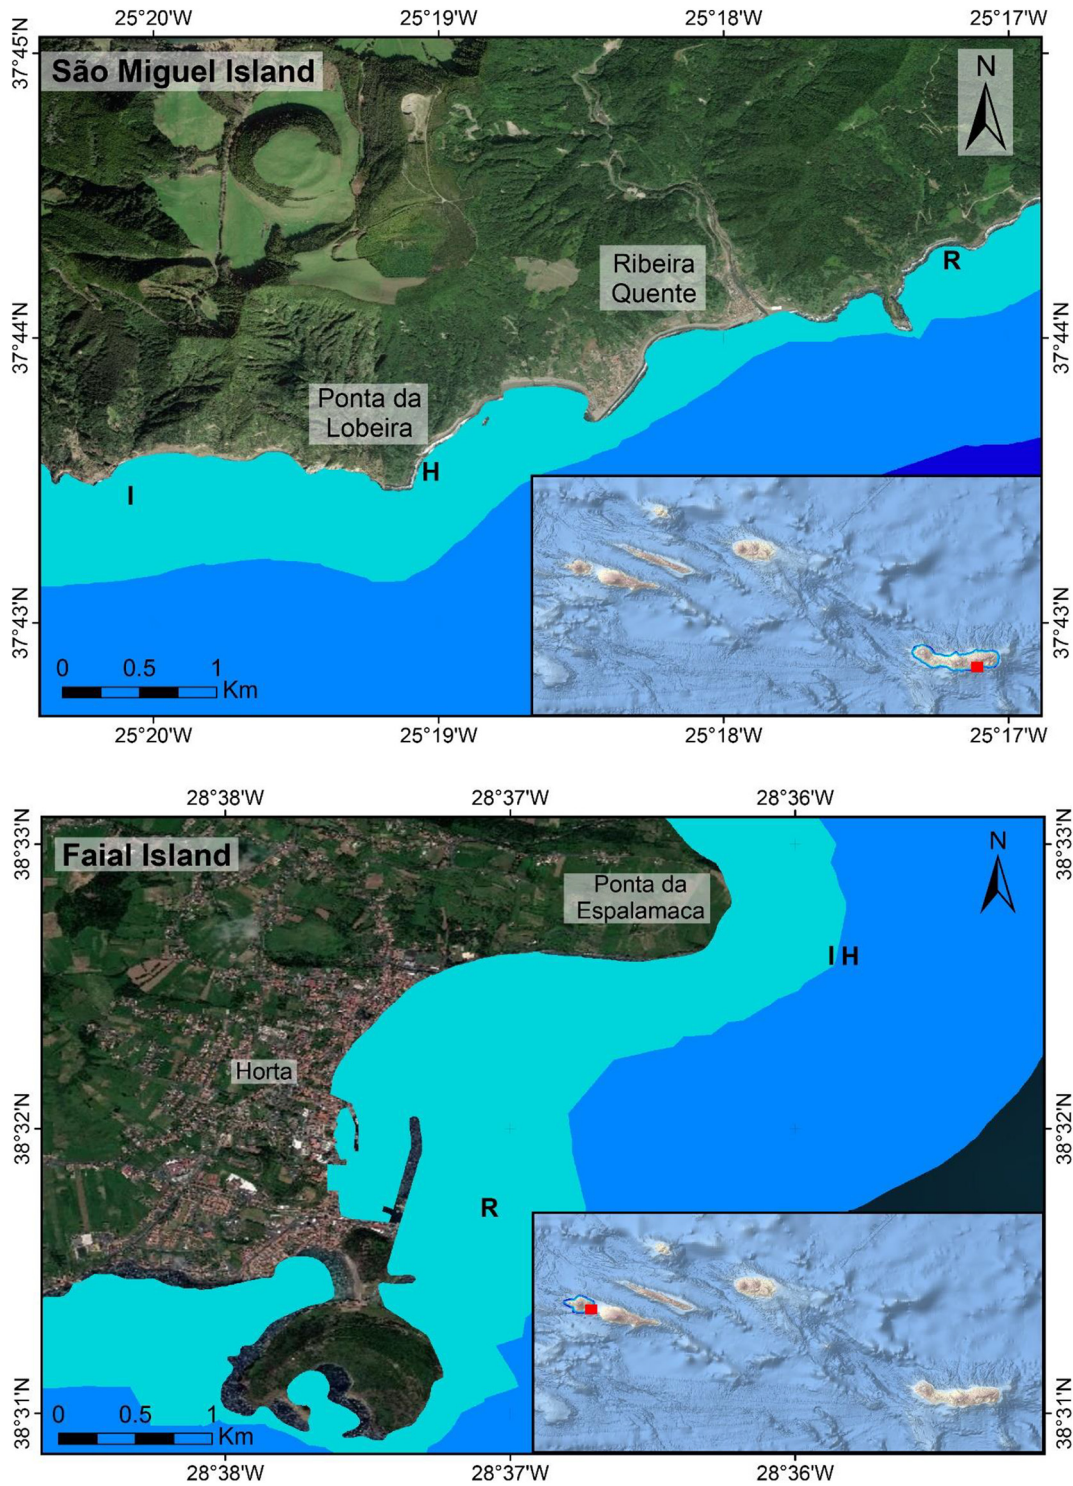 25°20'W 25°19'W 25°18'W 25°17'W
37°45'N
São Miguel Island
N
Ribeira
Quente
R
37°44'N
37°44'N
Ponta da
Lobeira
H
I
37°43'N
37°43'N
0 0.5 1
Km
25°20'W 25°19'W 25°18'W 25°17'W
28°38'W 28°37'W 28°36'W
38°33'N
38°33'N
Faial Island
N
Ponta da
Espalamaca
I H
Horta
38°32'N
38°32'N
R
38°31'N
38°31'N
0 0.5 1
Km
28°38'W 28°37'W 28°36'W